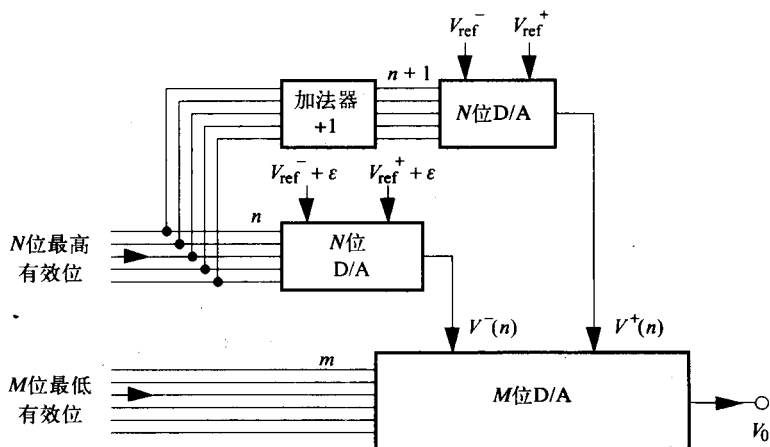 V_ref^- V_ref^+
n + 1
加法器
+1
N位D/A
V_ref^- + ε V_ref^+ + ε
n
N位
D/A
N位最高
有效位
V^-(n) V^+(n)
m
M位最低
有效位
M位D/A
V_0